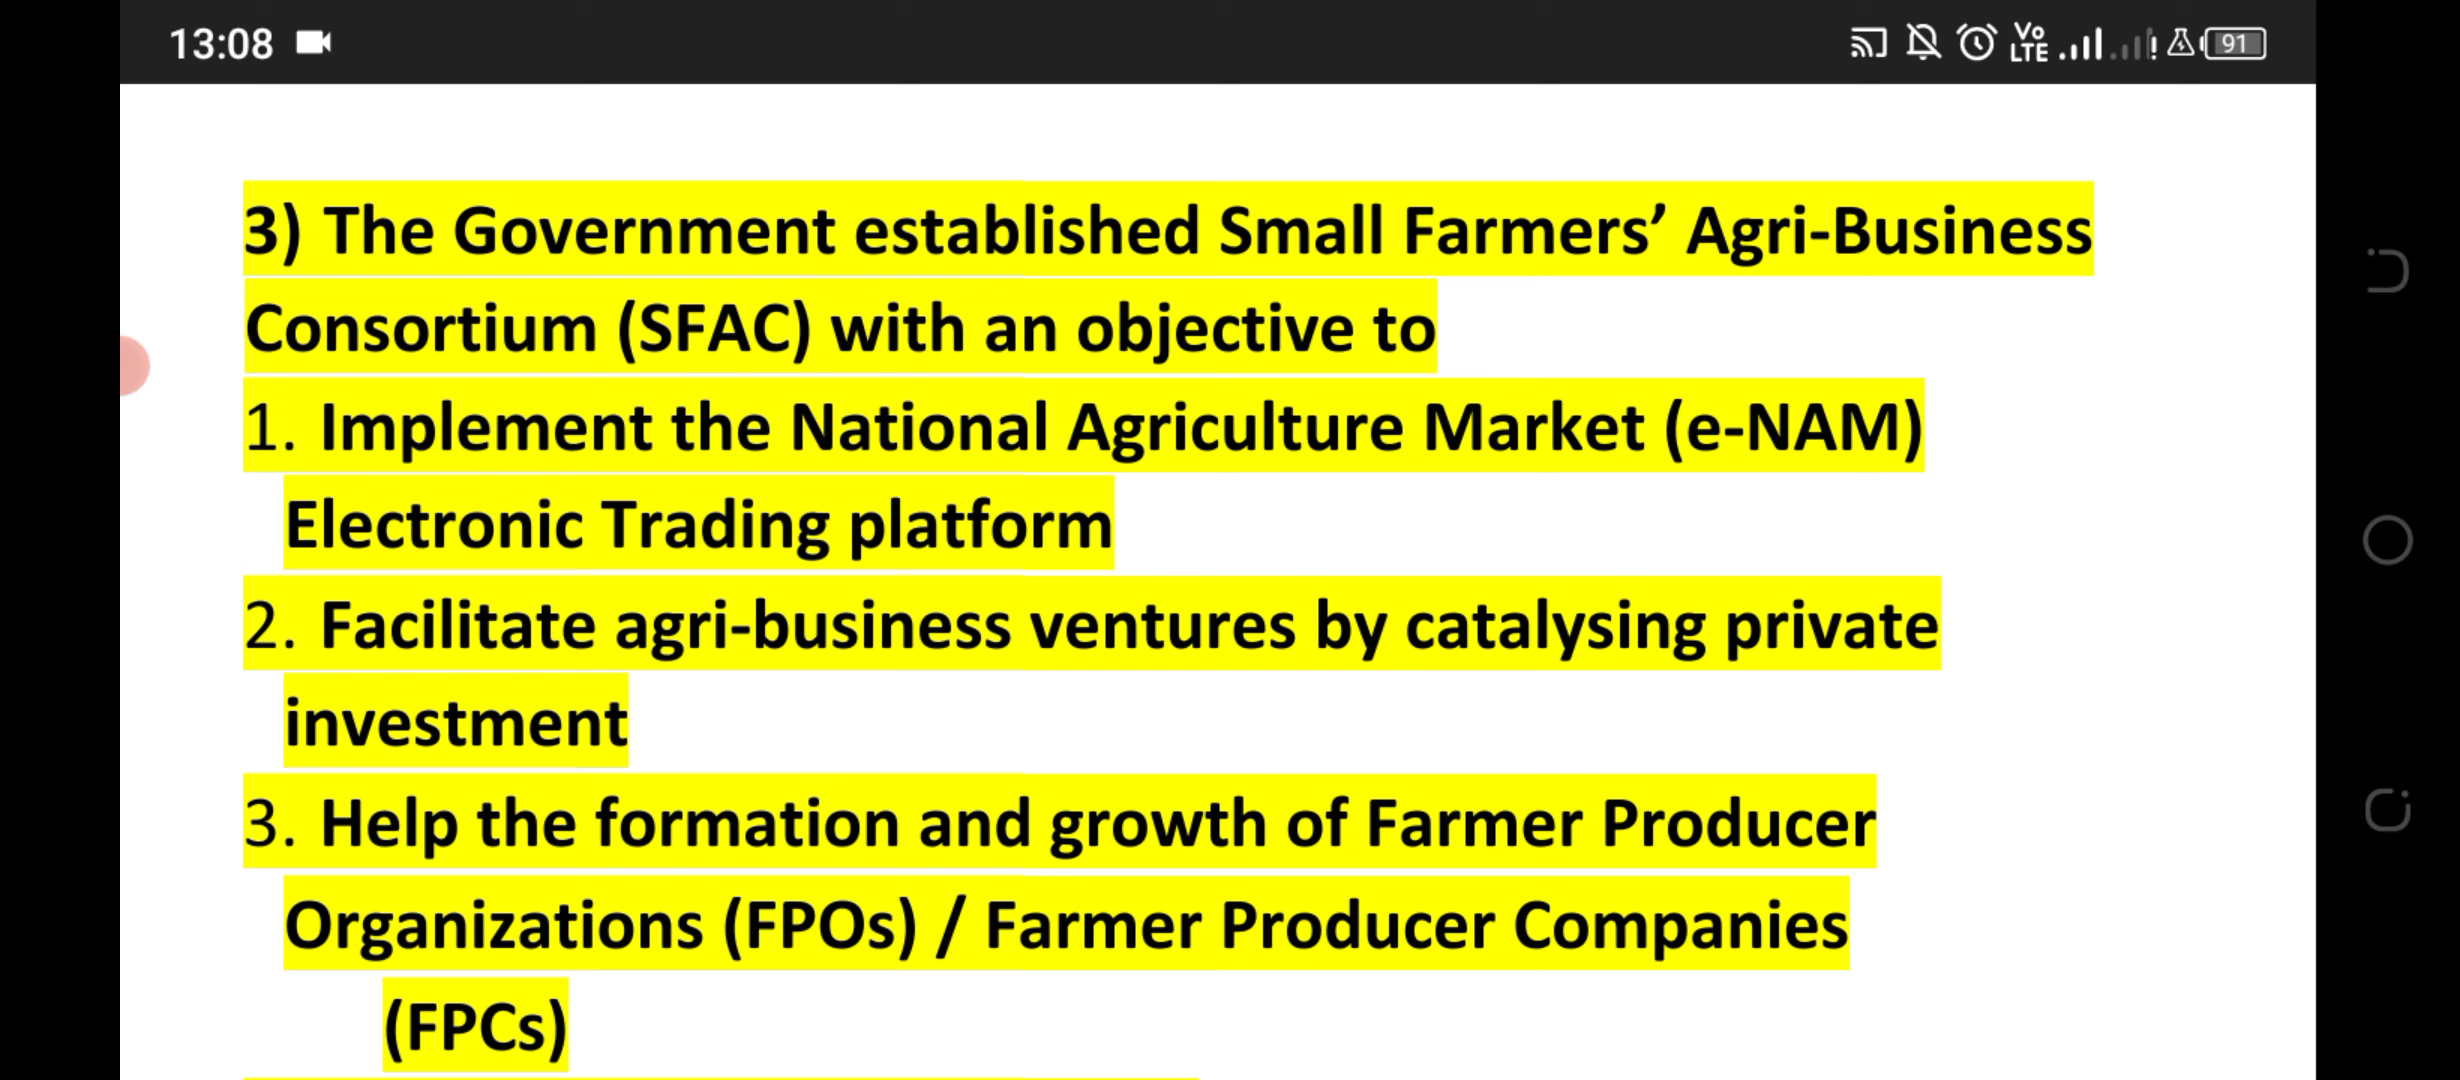 13:08
Vo
LTE
91
3) The Government established Small Farmers’ Agri-Business
Consortium (SFAC) with an objective to
1. Implement the National Agriculture Market (e-NAM)
Electronic Trading platform
2. Facilitate agri-business ventures by catalysing private
investment
3. Help the formation and growth of Farmer Producer
Organizations (FPOs) / Farmer Producer Companies
(FPCs)